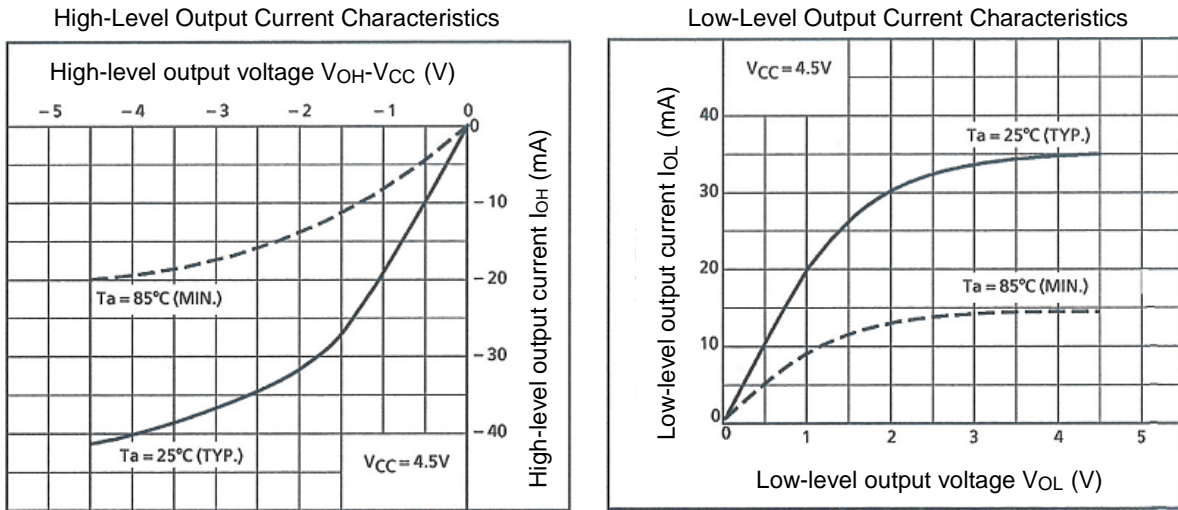 High-Level Output Current Characteristics
High-level output voltage VOH-VCC (V)
−5 −4 −3 −2 −1 0
0
−10
−20
−30
−40
High-level output current IOH (mA)
Ta = 85°C (MIN.)
Ta = 25°C (TYP.)
VCC = 4.5V
Low-Level Output Current Characteristics
VCC = 4.5V
Low-level output current IOL (mA)
40
30
20
10
0
Ta = 25°C (TYP.)
Ta = 85°C (MIN.)
0 1 2 3 4 5
Low-level output voltage VOL (V)